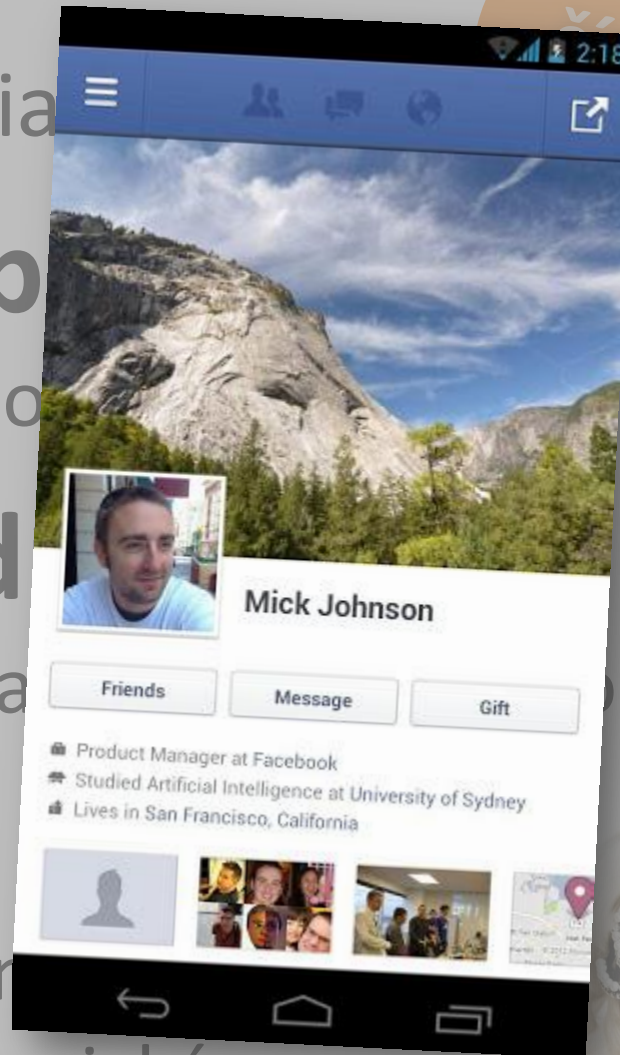 2:18
ia
p
o
Mick Johnson
d
Friends Message Gift
a
Product Manager at Facebook
Studied Artificial Intelligence at University of Sydney
Lives in San Francisco, California